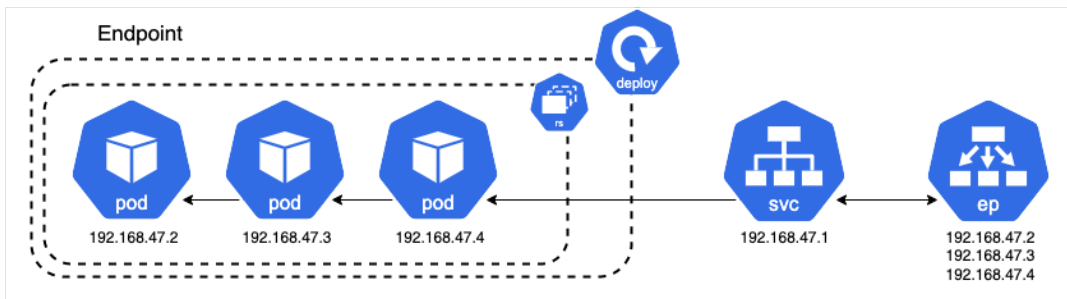 Endpoint
deploy
rs
pod
pod
pod
svc
ep
192.168.47.2
192.168.47.3
192.168.47.4
192.168.47.1
192.168.47.2
192.168.47.3
192.168.47.4